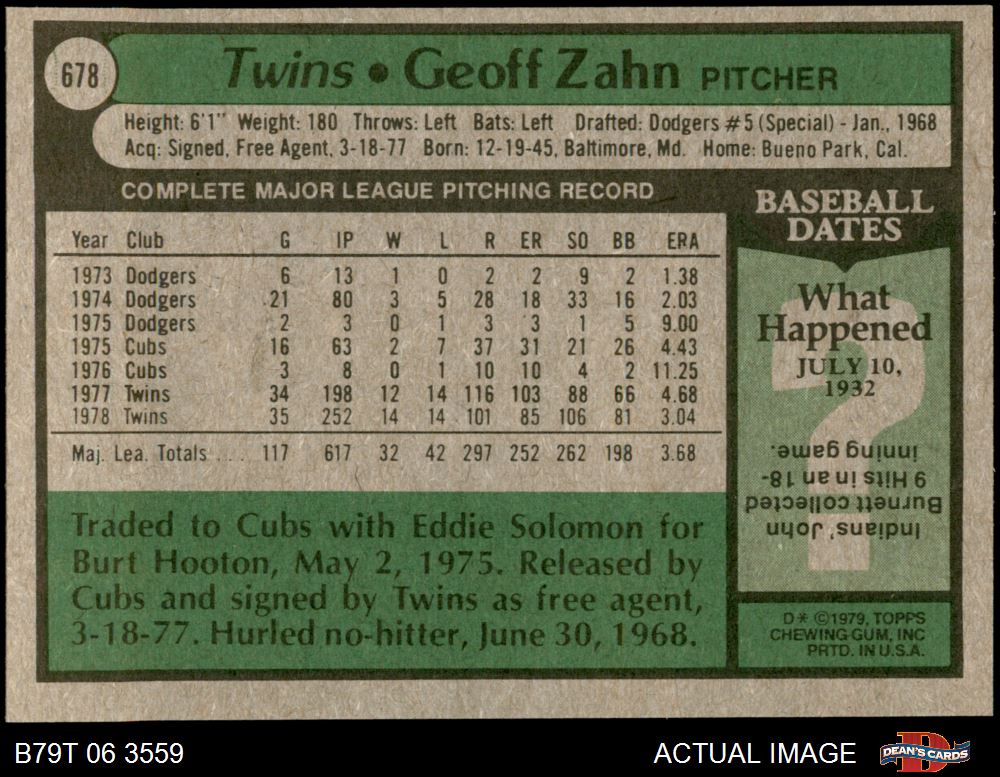 678
Twins • Geoff Zahn PITCHER
Height: 6'1" Weight: 180 Throws: Left Bats: Left Drafted: Dodgers #5 (Special) - Jan., 1968
Acq: Signed, Free Agent, 3-18-77 Born: 12-19-45, Baltimore, Md. Home: Bueno Park, Cal.
COMPLETE MAJOR LEAGUE PITCHING RECORD
Year Club G IP W L R ER SO BB ERA
1973 Dodgers 6 13 1 0 2 2 9 2 1.38
1974 Dodgers 21 80 3 5 28 18 33 16 2.03
1975 Dodgers 2 3 0 1 3 3 1 5 9.00
1975 Cubs 16 63 2 7 37 31 21 26 4.43
1976 Cubs 3 8 0 1 10 10 4 2 11.25
1977 Twins 34 198 12 14 116 103 88 66 4.68
1978 Twins 35 252 14 14 101 85 106 81 3.04
Maj. Lea. Totals ... 117 617 32 42 297 252 262 198 3.68
Traded to Cubs with Eddie Solomon for
Burt Hooton, May 2, 1975. Released by
Cubs and signed by Twins as free agent,
3-18-77. Hurled no-hitter, June 30, 1968.
BASEBALL
DATES
What
Happened
JULY 10,
1932
?
Indians' John
Burnett collected
9 Hits in an 18-
inning game.
D* ©1979, TOPPS
CHEWING GUM, INC
PRTD. IN U.S.A.
B79T 06 3559
ACTUAL IMAGE
D
DEAN'S CARDS